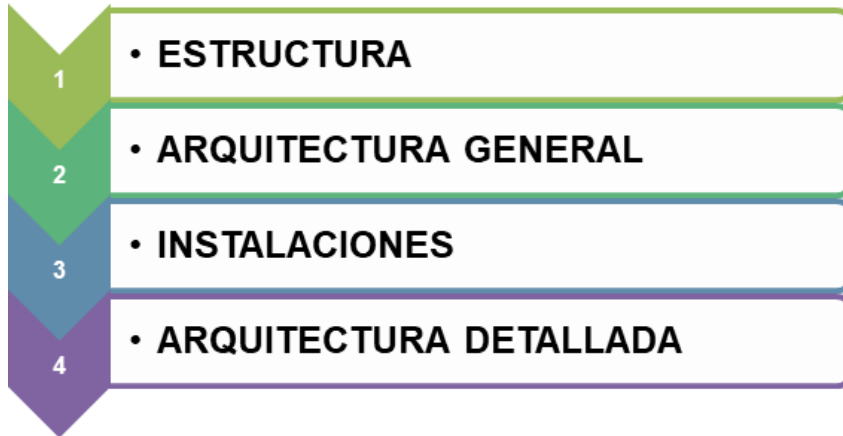 1
• ESTRUCTURA
2
• ARQUITECTURA GENERAL
3
• INSTALACIONES
4
• ARQUITECTURA DETALLADA